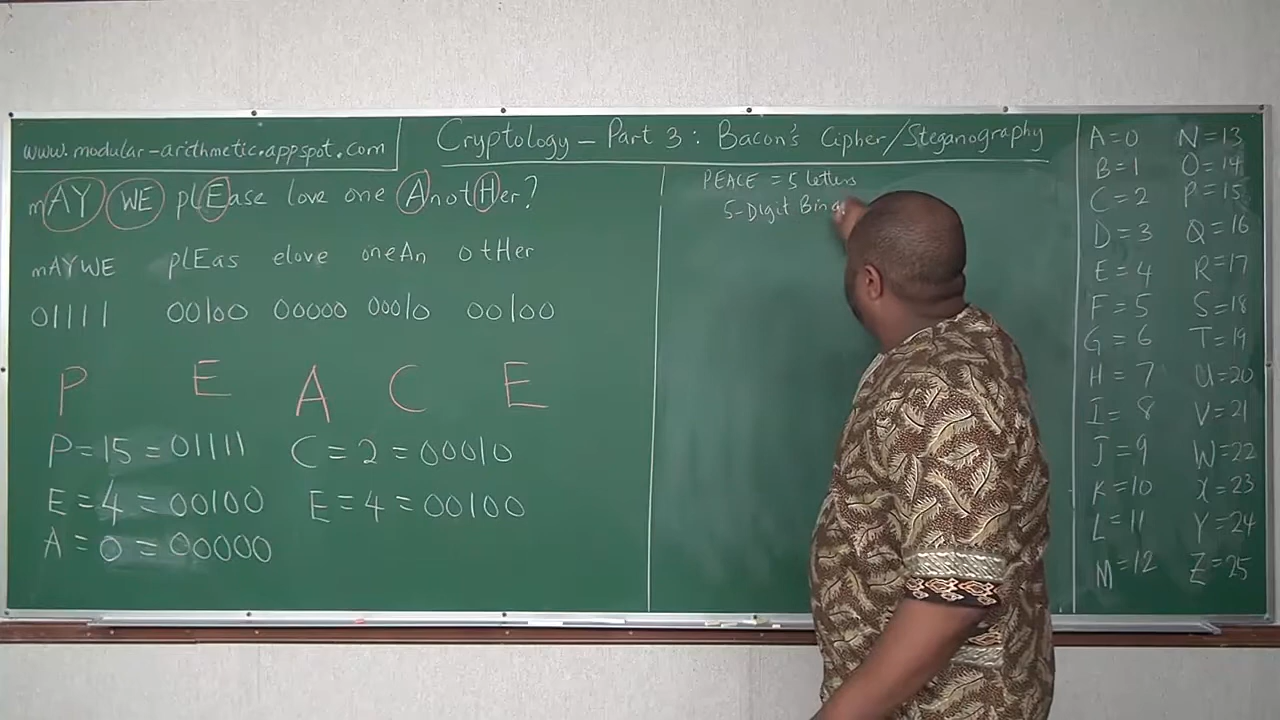 www.modular-arithmetic.appspot.com
Cryptology - Part 3: Bacon's Cipher/Steganography
mAY WE plEase love one AnotHer?
mAYWE plEas elove oneAn otHer
01111 00100 00000 00010 00100
P E A C E
P = 15 = 01111 C = 2 = 00010
E = 4 = 00100 E = 4 = 00100
A = 0 = 00000
PEACE = 5 letters
5-Digit Bina
A=0 N=13
B=1 O=14
C=2 P=15
D=3 Q=16
E=4 R=17
F=5 S=18
G=6 T=19
H=7 U=20
I=8 V=21
J=9 W=22
K=10 X=23
L=11 Y=24
M=12 Z=25